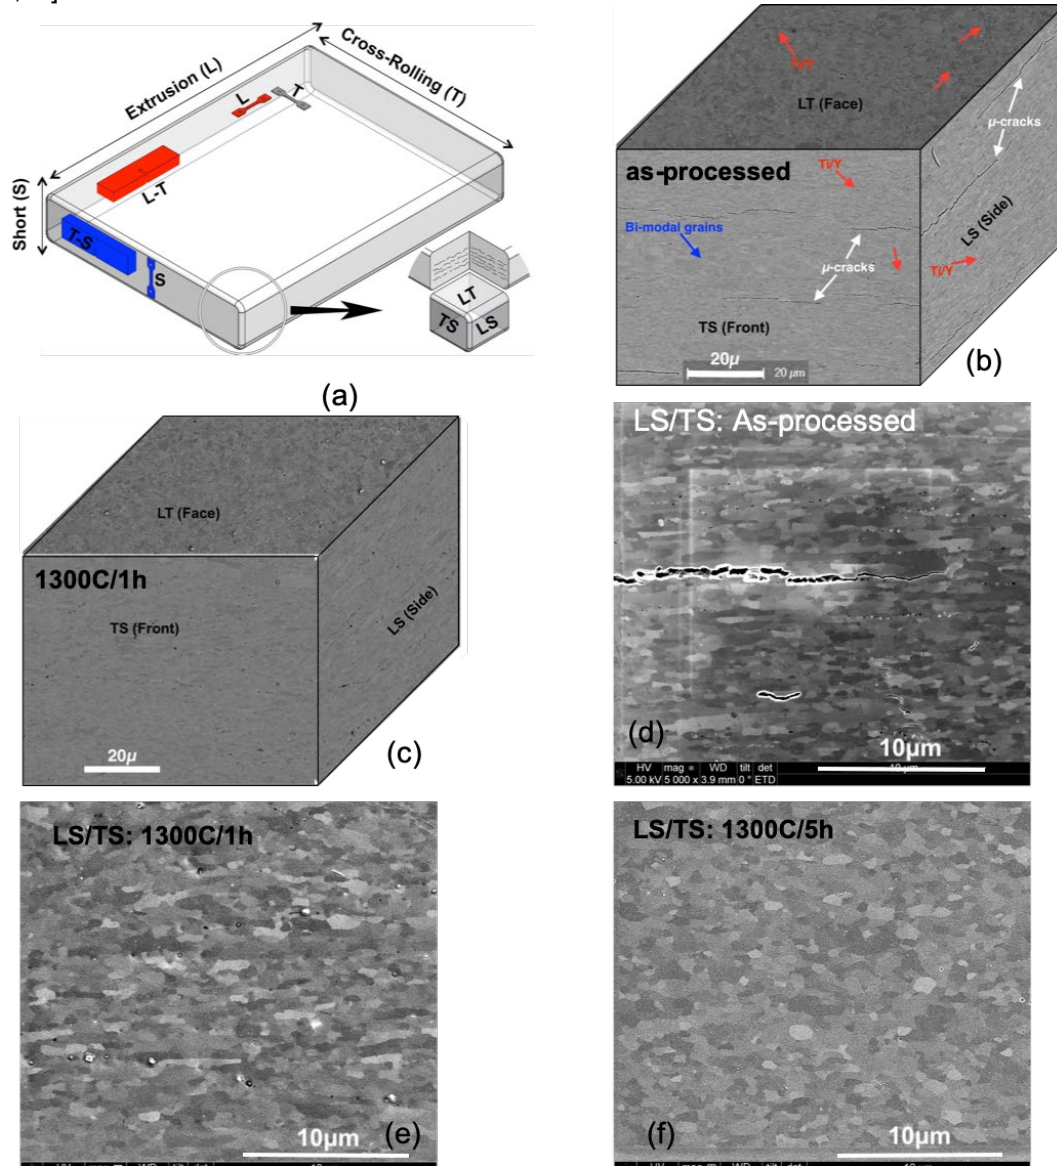 Extrusion (L)
Cross-Rolling (T)
L
T
Short (S)
L-T
T-S
S
LT
TS
LS
(a)
Ti/Y
LT (Face)
µ-cracks
as-processed
Ti/Y
Bi-modal grains
µ-cracks
Ti/Y
LS (Side)
TS (Front)
20µ
20 µm
(b)
LT (Face)
1300C/1h
TS (Front)
LS (Side)
20µ
(c)
LS/TS: As-processed
(d)
10µm
HV mag WD tilt det
5.00 kV 5 000 x 3.9 mm 0 ° ETD
LS/TS: 1300C/1h
10µm
(e)
LS/TS: 1300C/5h
(f)
10µm